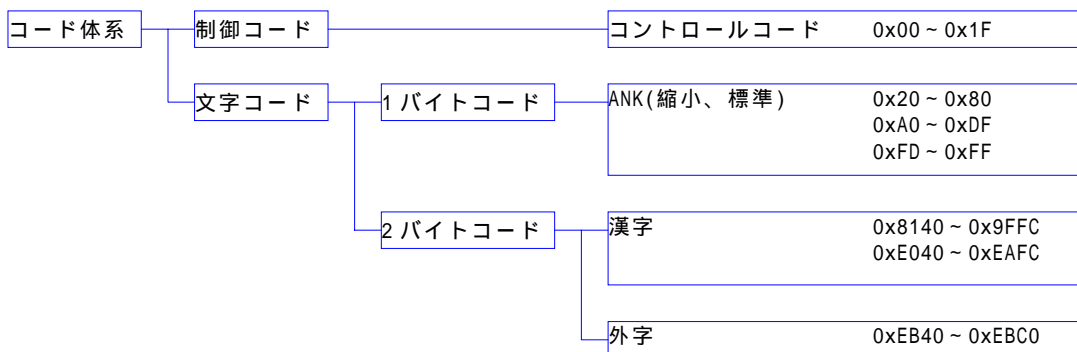 コード体系 制御コード コントロールコード 0x00 ~ 0x1F
文字コード 1バイトコード ANK(縮小、標準) 0x20 ~ 0x80
0xA0 ~ 0xDF
0xFD ~ 0xFF
2バイトコード 漢字 0x8140 ~ 0x9FFC
0xE040 ~ 0xEAFC
外字 0xEB40 ~ 0xEBC0